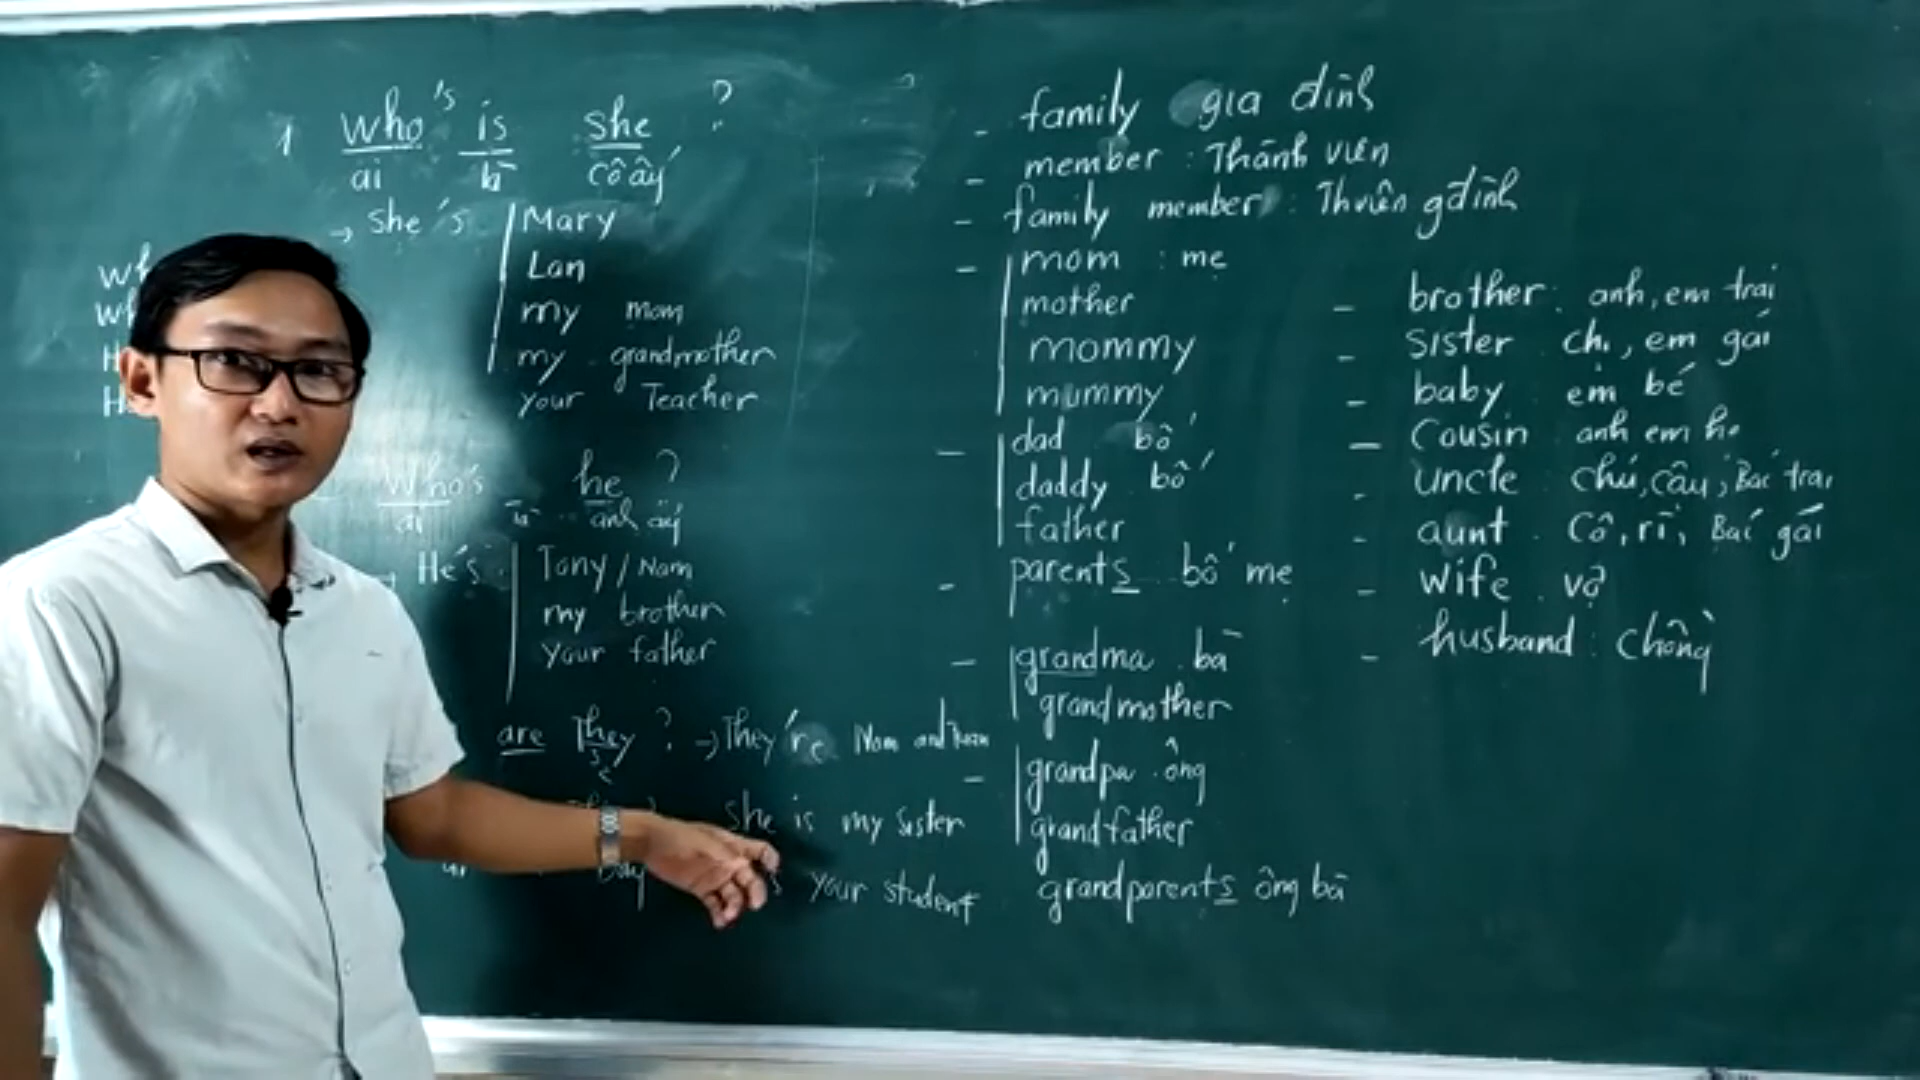 1 who's is she ?
ai là cô ấy
→ she's Mary
Lan
my mom
my grandmother
your Teacher
Who's he ?
ai là anh ấy
→ He's Tony / Nam
my brother
your father
are They ? → They're Nam and
họ
she is my sister
your student
- family gia đình
- member : Thành viên
- family member : Thviên gđình
- mom : mẹ
mother
mommy
mummy
- dad bố
daddy bố
father
- parents bố mẹ
- grandma bà
grandmother
- grandpa ông
grandfather
grandparents ông bà
- brother : anh, em trai
- sister chị, em gái
- baby em bé
- Cousin anh em họ
- uncle chú, cậu, Bác trai
- aunt Cô, rì, Bác gái
- wife vợ
- husband : chồng